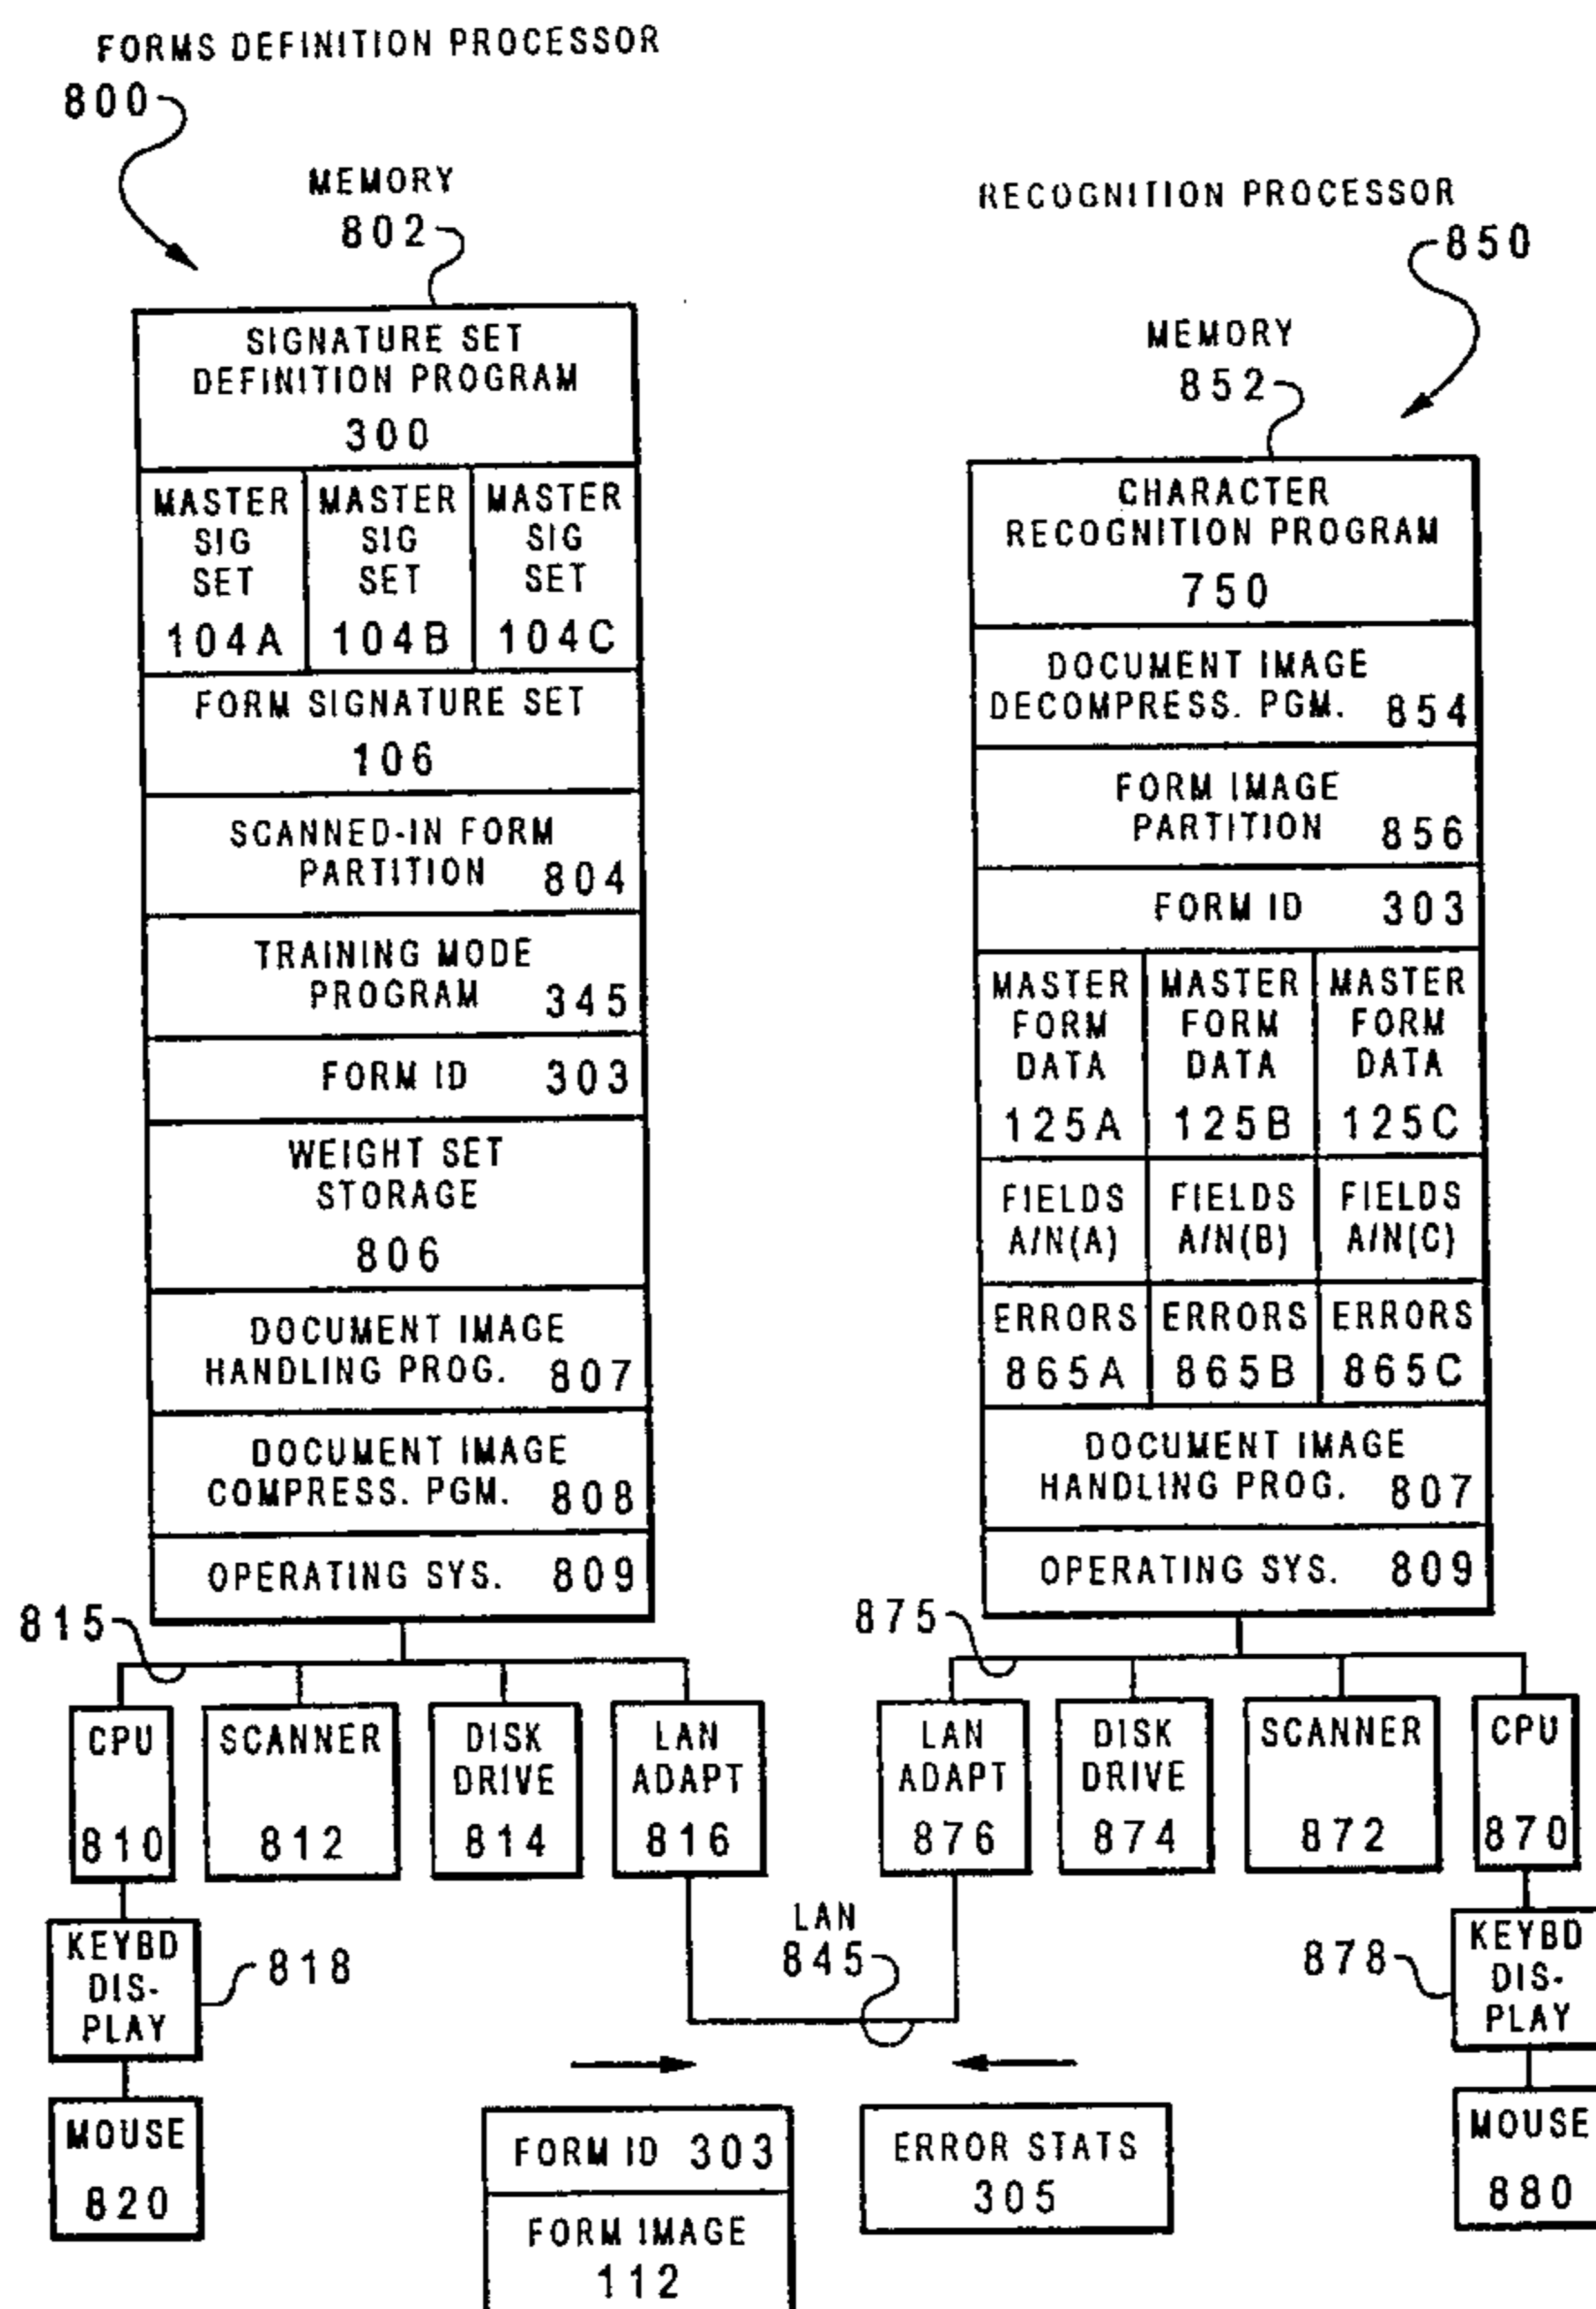 FORMS DEFINITION PROCESSOR
800
MEMORY
802
SIGNATURE SET
DEFINITION PROGRAM
300
MASTER SIG SET 104A
MASTER SIG SET 104B
MASTER SIG SET 104C
FORM SIGNATURE SET
106
SCANNED-IN FORM
PARTITION 804
TRAINING MODE
PROGRAM 345
FORM ID 303
WEIGHT SET
STORAGE
806
DOCUMENT IMAGE
HANDLING PROG. 807
DOCUMENT IMAGE
COMPRESS. PGM. 808
OPERATING SYS. 809
815
CPU
810
SCANNER
812
DISK
DRIVE
814
LAN
ADAPT
816
KEYBD
DIS-
PLAY
818
MOUSE
820
RECOGNITION PROCESSOR
850
MEMORY
852
CHARACTER
RECOGNITION PROGRAM
750
DOCUMENT IMAGE
DECOMPRESS. PGM. 854
FORM IMAGE
PARTITION 856
FORM ID 303
MASTER FORM DATA 125A
MASTER FORM DATA 125B
MASTER FORM DATA 125C
FIELDS A/N(A)
FIELDS A/N(B)
FIELDS A/N(C)
ERRORS 865A
ERRORS 865B
ERRORS 865C
DOCUMENT IMAGE
HANDLING PROG. 807
OPERATING SYS. 809
875
LAN
ADAPT
876
DISK
DRIVE
874
SCANNER
872
CPU
870
KEYBD
DIS-
PLAY
878
MOUSE
880
LAN
845
FORM ID 303
FORM IMAGE
112
ERROR STATS
305